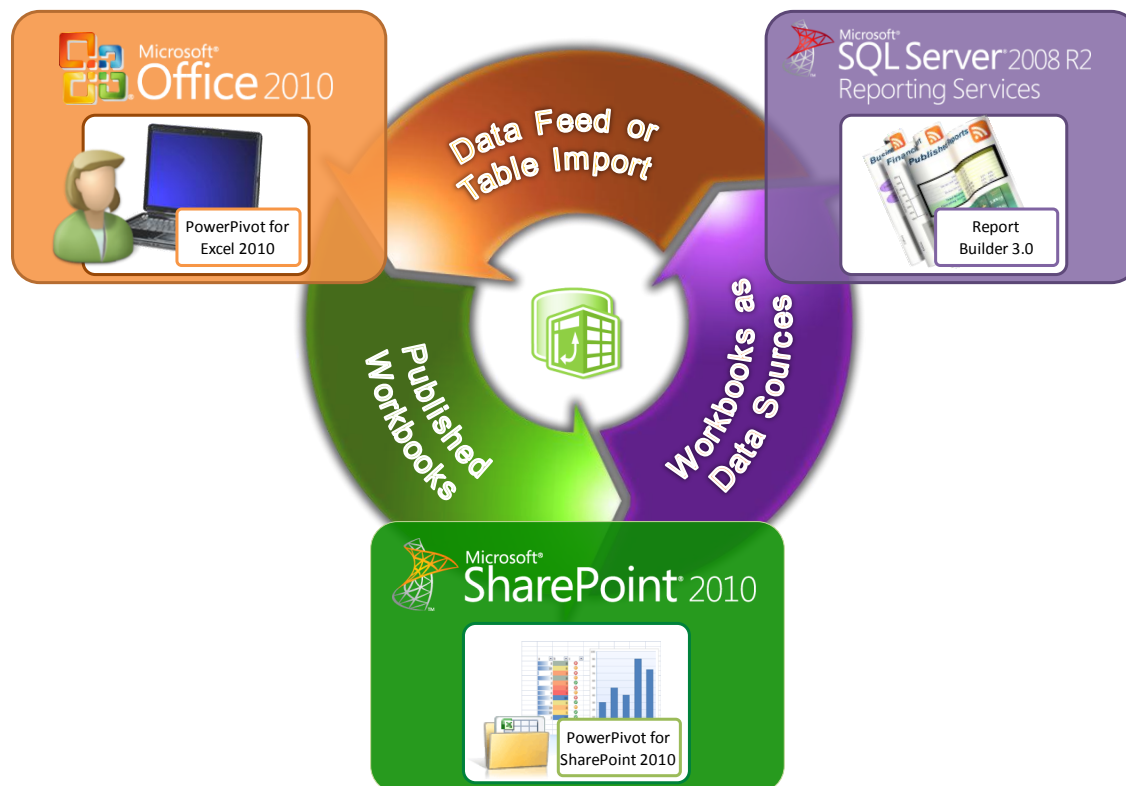 Microsoft®
Office 2010
PowerPivot for
Excel 2010
Data Feed or
Table Import
Microsoft®
SQL Server® 2008 R2
Reporting Services
Report
Builder 3.0
Published
Workbooks
Workbooks as
Data Sources
Microsoft®
SharePoint® 2010
PowerPivot for
SharePoint 2010